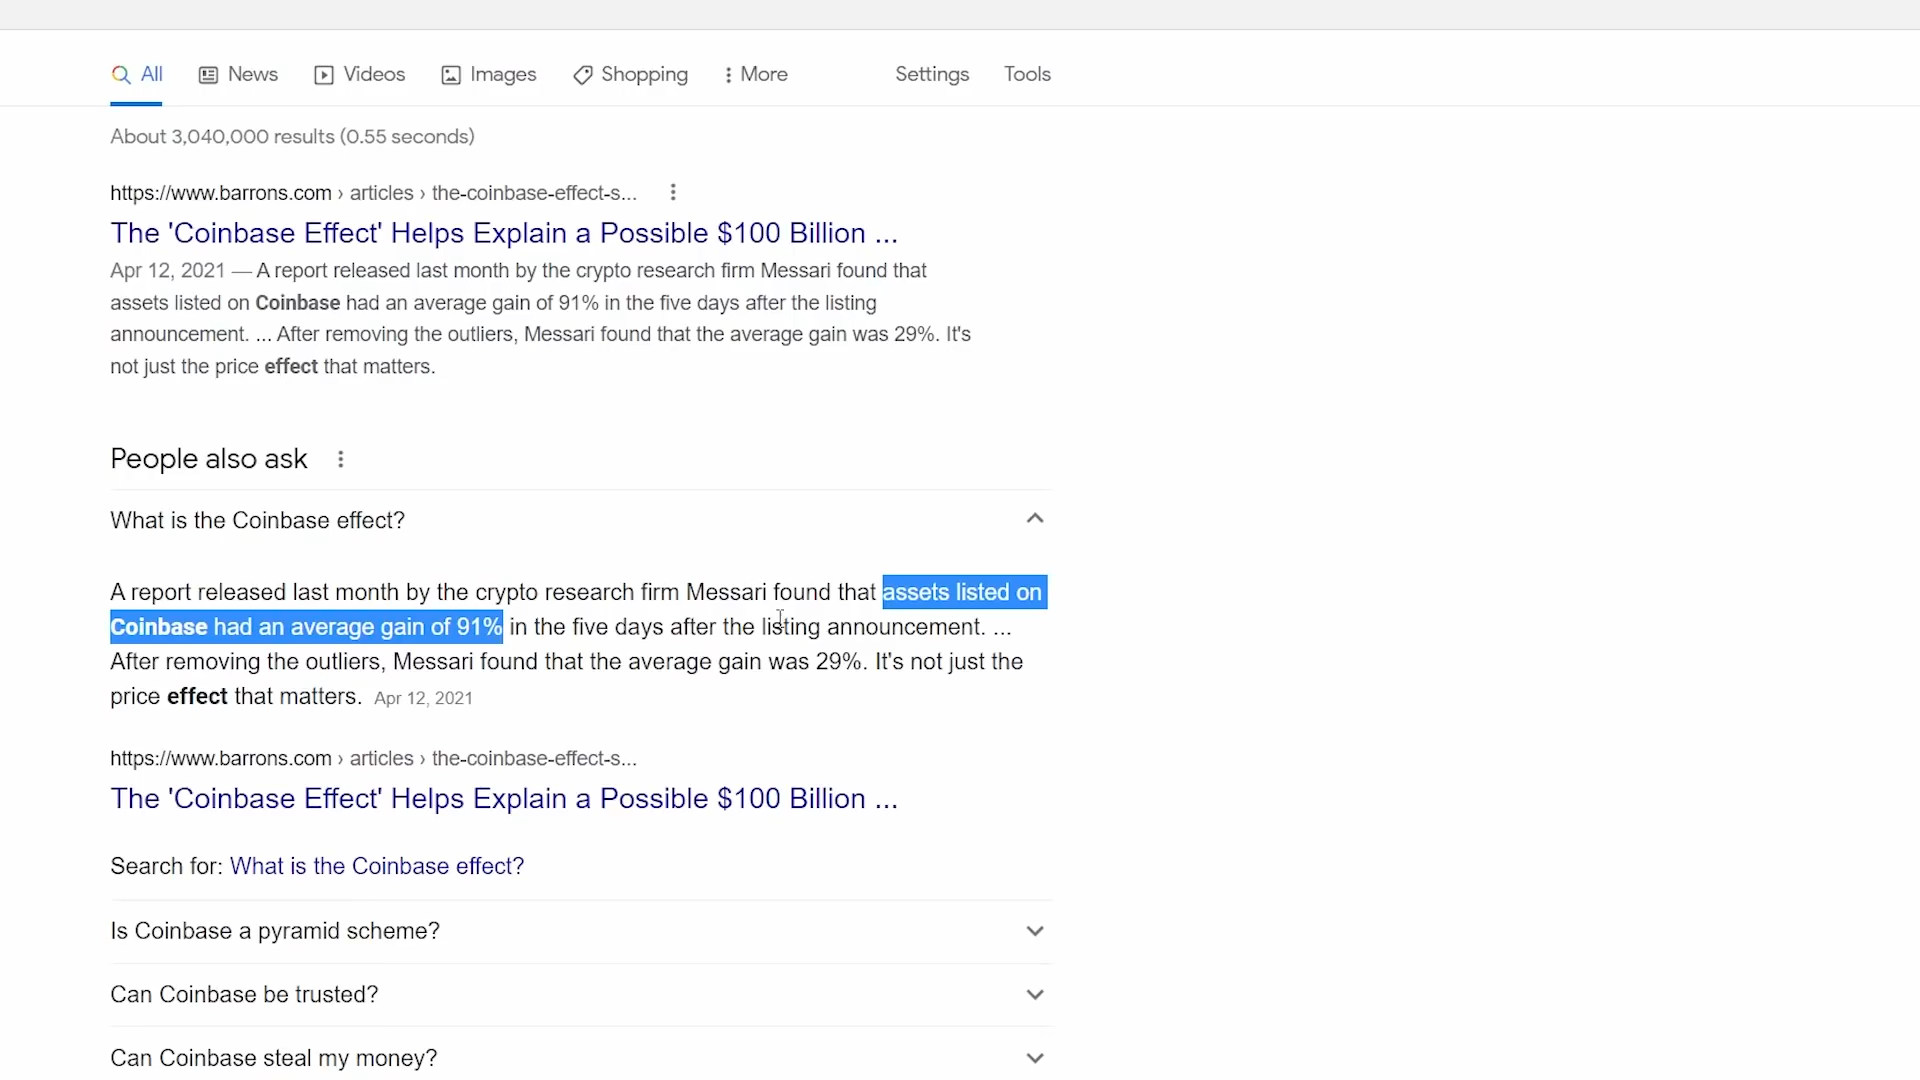 All News Videos Images Shopping More Settings Tools
About 3,040,000 results (0.55 seconds)
https://www.barrons.com › articles › the-coinbase-effect-s...
The 'Coinbase Effect' Helps Explain a Possible $100 Billion ...
Apr 12, 2021 — A report released last month by the crypto research firm Messari found that
assets listed on Coinbase had an average gain of 91% in the five days after the listing
announcement. ... After removing the outliers, Messari found that the average gain was 29%. It's
not just the price effect that matters.
People also ask
What is the Coinbase effect?
A report released last month by the crypto research firm Messari found that assets listed on
Coinbase had an average gain of 91% in the five days after the listing announcement. ...
After removing the outliers, Messari found that the average gain was 29%. It's not just the
price effect that matters. Apr 12, 2021
https://www.barrons.com › articles › the-coinbase-effect-s...
The 'Coinbase Effect' Helps Explain a Possible $100 Billion ...
Search for: What is the Coinbase effect?
Is Coinbase a pyramid scheme?
Can Coinbase be trusted?
Can Coinbase steal my money?